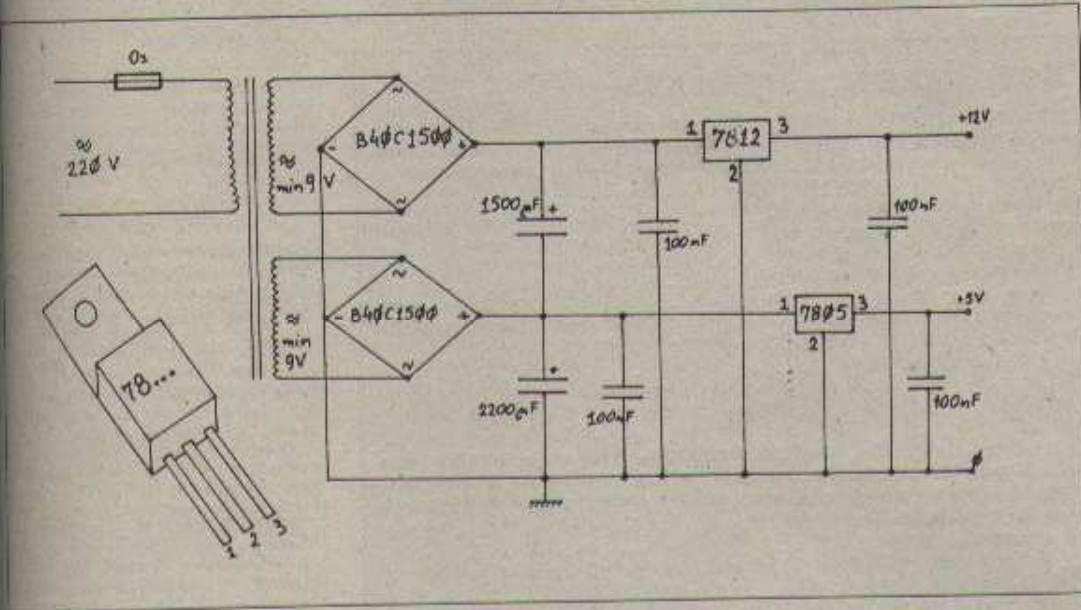 Os
≈
220 V
~
B40C1500
-
+
~
≈
min 9 V
1500µF
+
100nF
1
7812
3
2
+12V
100nF
~
B40C1500
-
+
~
≈
min
9V
2200µF
+
100nF
1
7805
3
2
+5V
100nF
0
78...
1
2
3